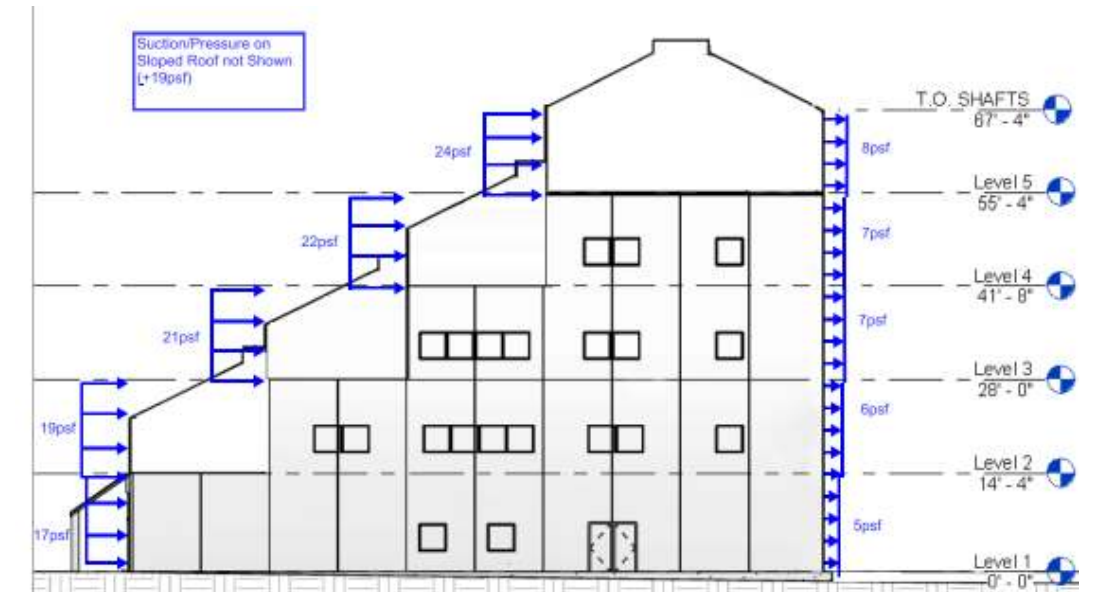 Suction/Pressure on
Sloped Roof not Shown
(+19psf)
T.O. SHAFTS
67' - 4"
24psf
8psf
Level 5
55' - 4"
22psf
7psf
Level 4
41' - 8"
21psf
7psf
Level 3
28' - 0"
19psf
6psf
Level 2
14' - 4"
17psf
5psf
Level 1
0' - 0"